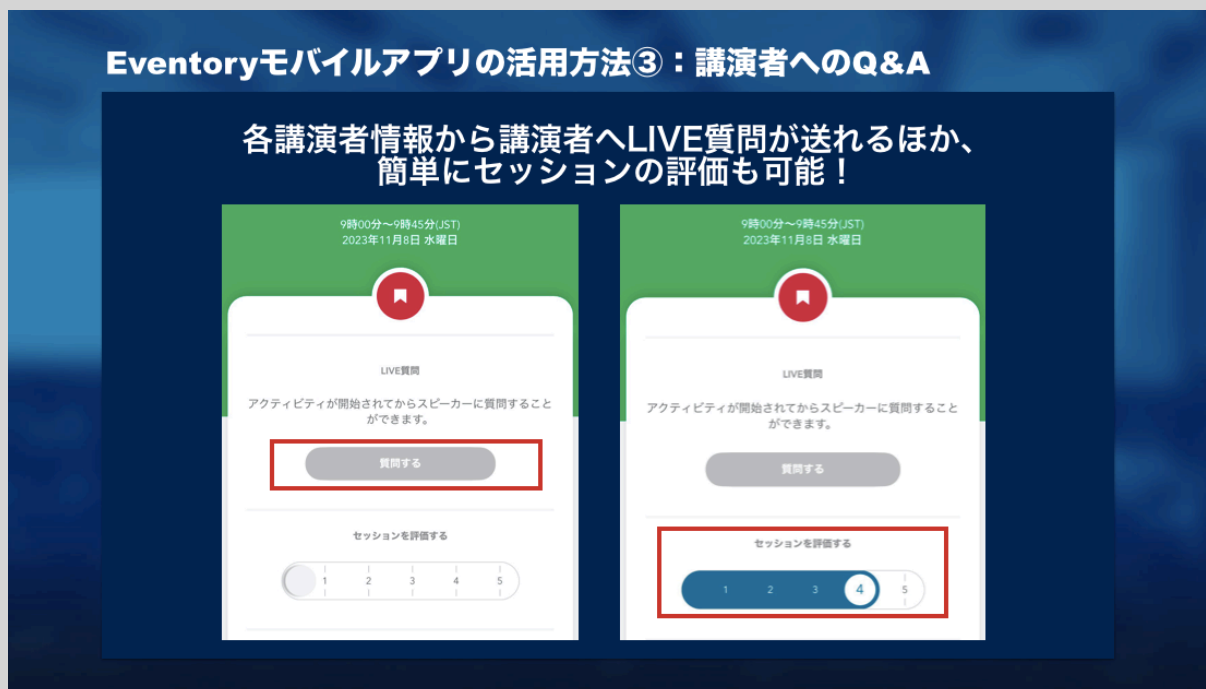 Eventoryモバイルアプリの活用方法③：講演者へのQ&A
各講演者情報から講演者へLIVE質問が送れるほか、
簡単にセッションの評価も可能！
9時00分～9時45分(JST)
2023年11月8日 水曜日
LIVE質問
アクティビティが開始されてからスピーカーに質問すること
ができます。
質問する
セッションを評価する
1 2 3 4 5
9時00分～9時45分(JST)
2023年11月8日 水曜日
LIVE質問
アクティビティが開始されてからスピーカーに質問すること
ができます。
質問する
セッションを評価する
1 2 3 4 5